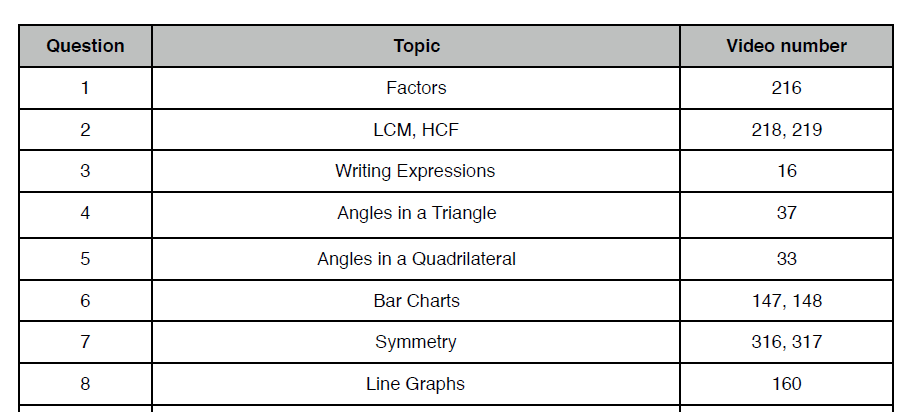 Question Topic Video number
1 Factors 216
2 LCM, HCF 218, 219
3 Writing Expressions 16
4 Angles in a Triangle 37
5 Angles in a Quadrilateral 33
6 Bar Charts 147, 148
7 Symmetry 316, 317
8 Line Graphs 160